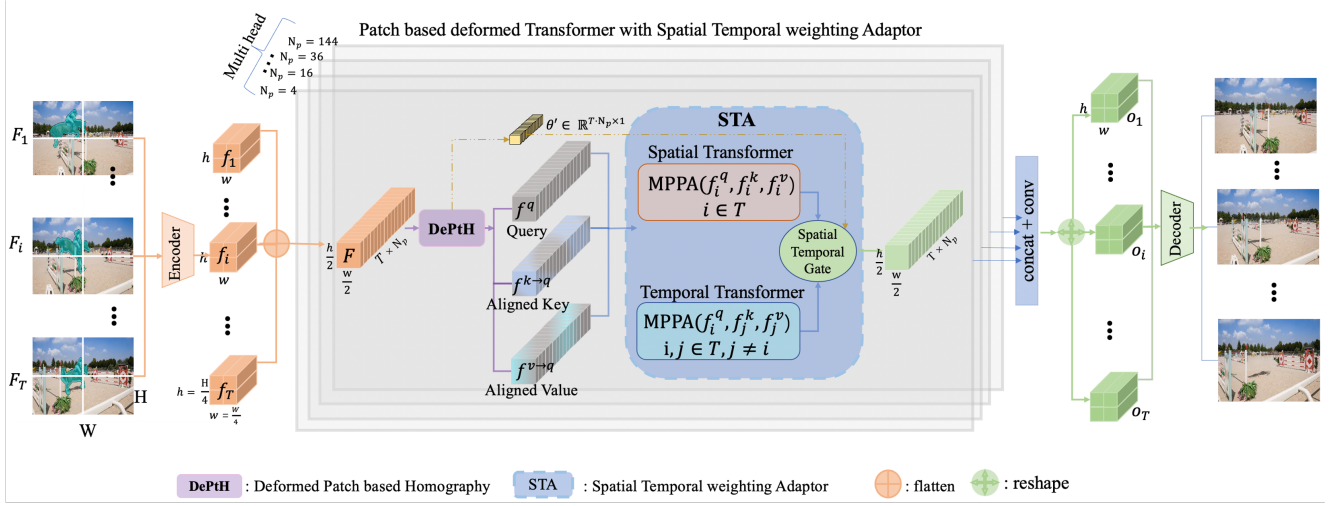 Patch based deformed Transformer with Spatial Temporal weighting Adaptor
Multi head
N_p = 144
N_p = 36
N_p = 16
N_p = 4
F_1
F_i
F_T
H
W
Encoder
h
f_1
w
h
f_i
w
h = H/4
f_T
w = W/4
h/2
F
w/2
T × N_p
DePtH
θ′ ∈ ℝ^{T·N_p×1}
f^q
Query
f^{k→q}
Aligned Key
f^{v→q}
Aligned Value
STA
Spatial Transformer
MPPA(f_i^q, f_i^k, f_i^v)
i ∈ T
Spatial
Temporal
Gate
Temporal Transformer
MPPA(f_i^q, f_j^k, f_j^v)
i, j ∈ T, j ≠ i
h/2
w/2
T × N_p
concat + conv
h
w
o_1
o_i
o_T
Decoder
DePtH : Deformed Patch based Homography
STA : Spatial Temporal weighting Adaptor
: flatten
: reshape